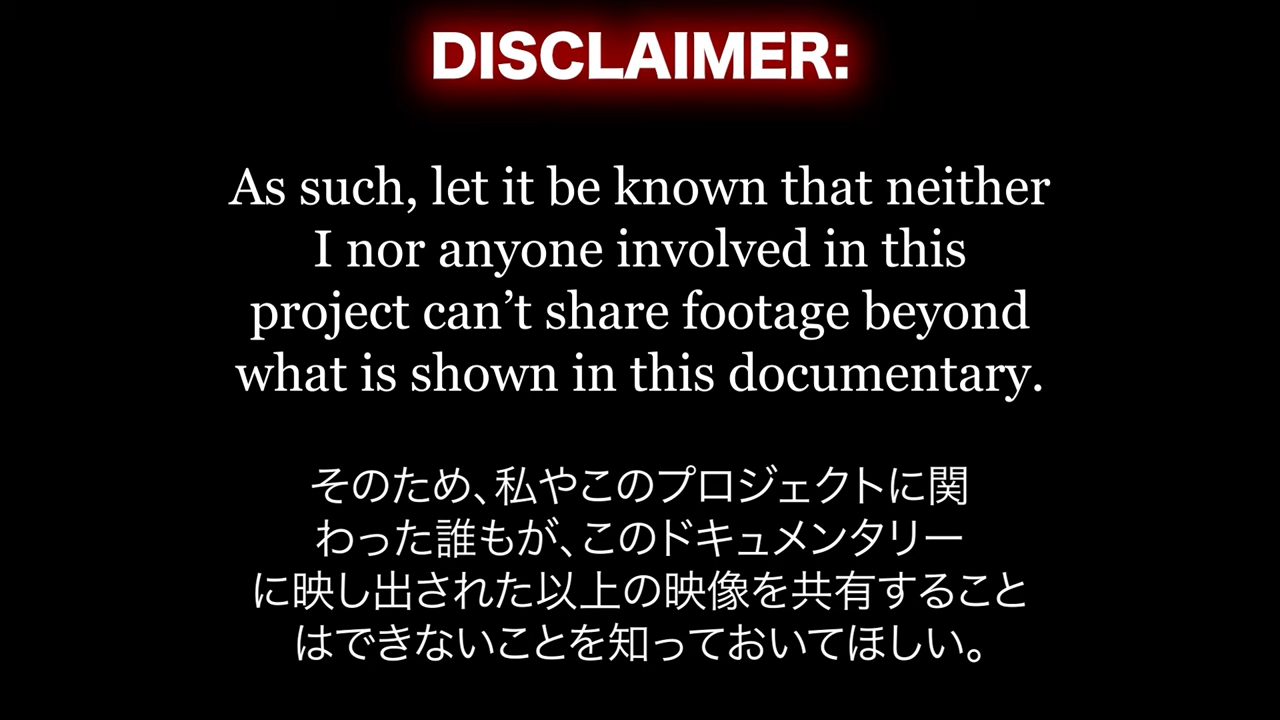 DISCLAIMER:
As such, let it be known that neither
I nor anyone involved in this
project can’t share footage beyond
what is shown in this documentary.
そのため、私やこのプロジェクトに関
わった誰もが、このドキュメンタリー
に映し出された以上の映像を共有すること
はできないことを知っておいてほしい。